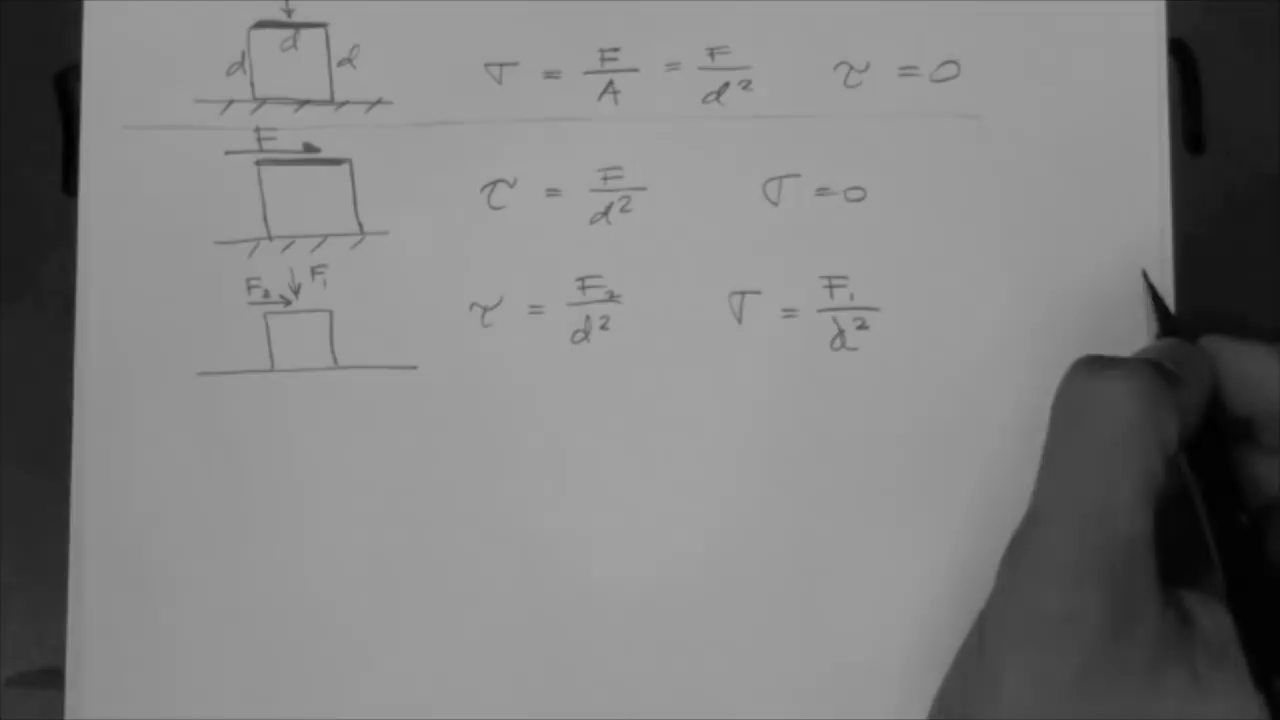 d d d σ = F/A = F/d² τ = 0
F
τ = F/d² σ = 0
F₂ F₁
τ = F₂/d² σ = F₁/d²